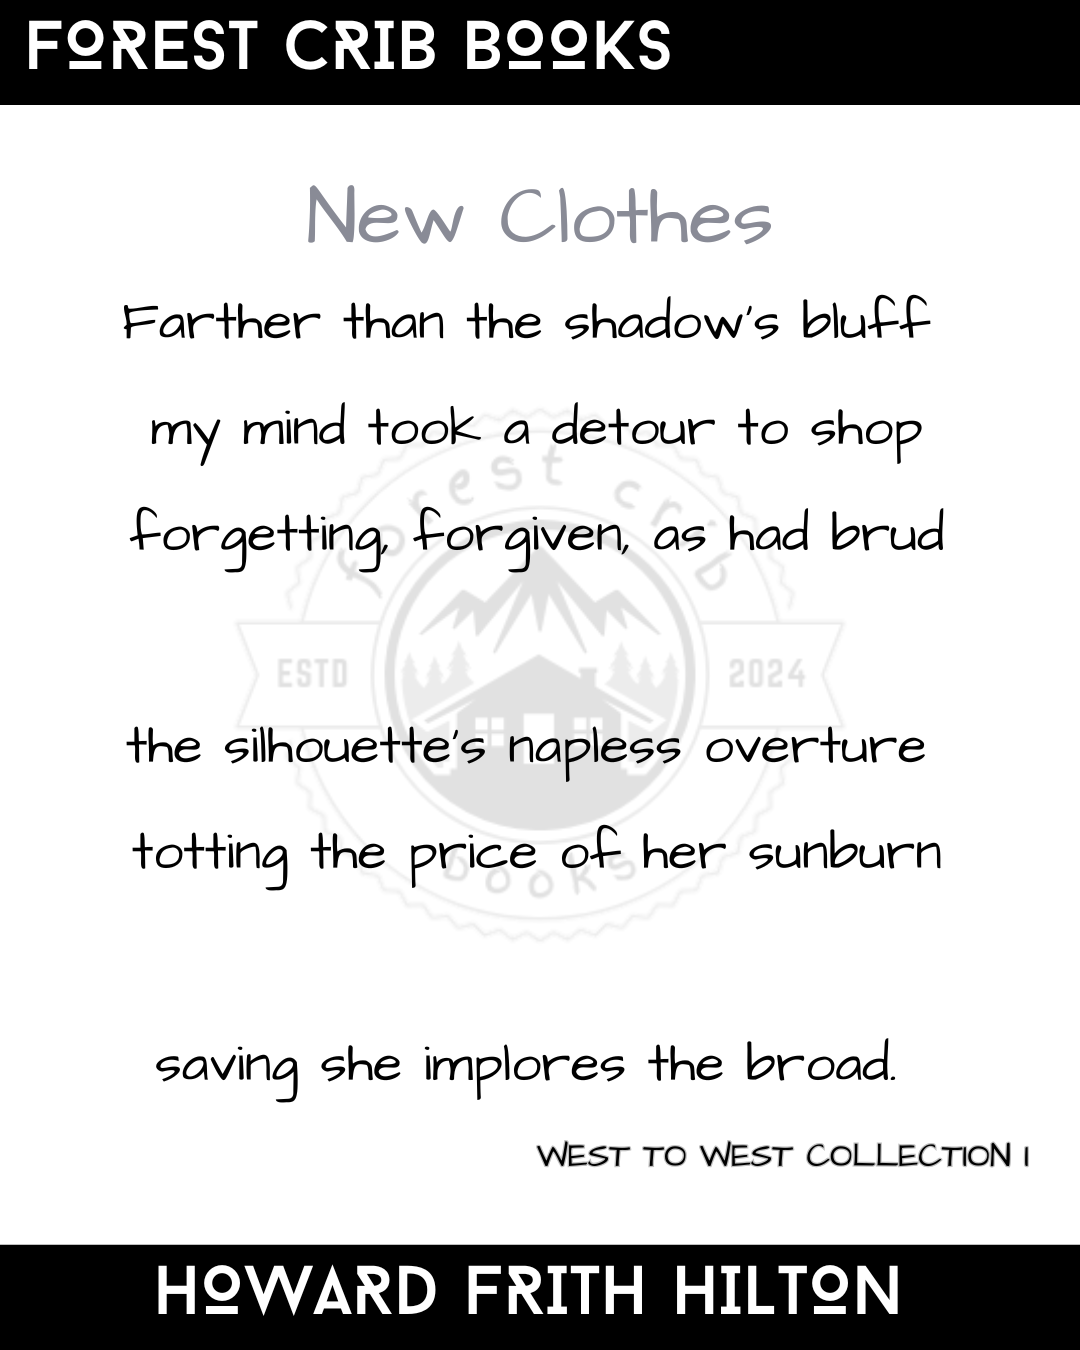 FOREST CRIB BOOKS
New Clothes
Farther than the shadow's bluff
my mind took a detour to shop
forest crib
forgetting, forgiven, as had brud
ESTD 2024
the silhouette's napless overture
totting the price of her sunburn
books
saving she implores the broad.
WEST TO WEST COLLECTION 1
HOWARD FRITH HILTON